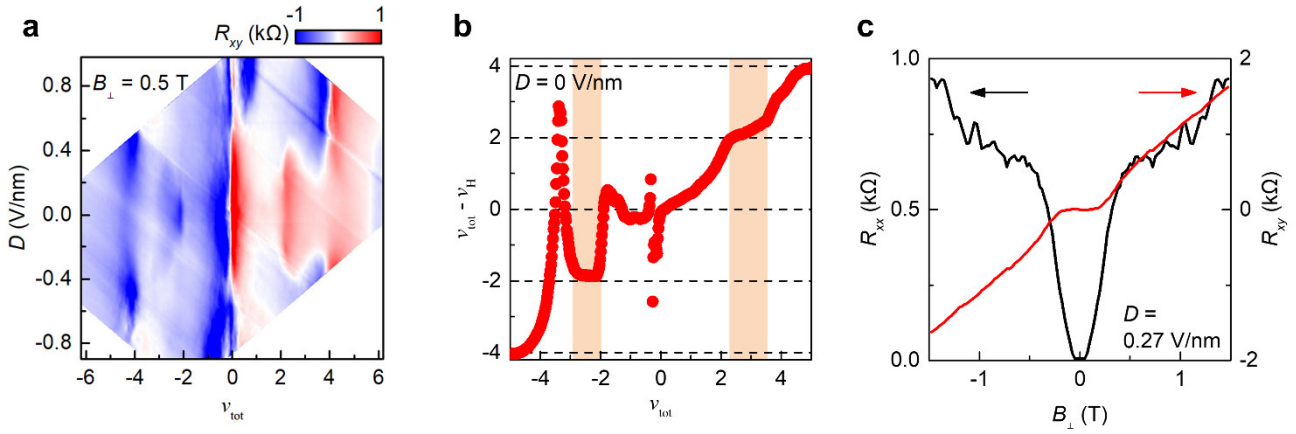 a
-1 1
R_xy (kΩ)
B_⊥ = 0.5 T
D (V/nm)
0.8
0.4
0.0
-0.4
-0.8
-6 -4 -2 0 2 4 6
ν_tot
b
D = 0 V/nm
ν_tot - ν_H
4
2
0
-2
-4
-4 -2 0 2 4
ν_tot
c
R_xx (kΩ)
1.0
0.5
0.0
2
0
-2
R_xy (kΩ)
D =
0.27 V/nm
-1 0 1
B_⊥ (T)